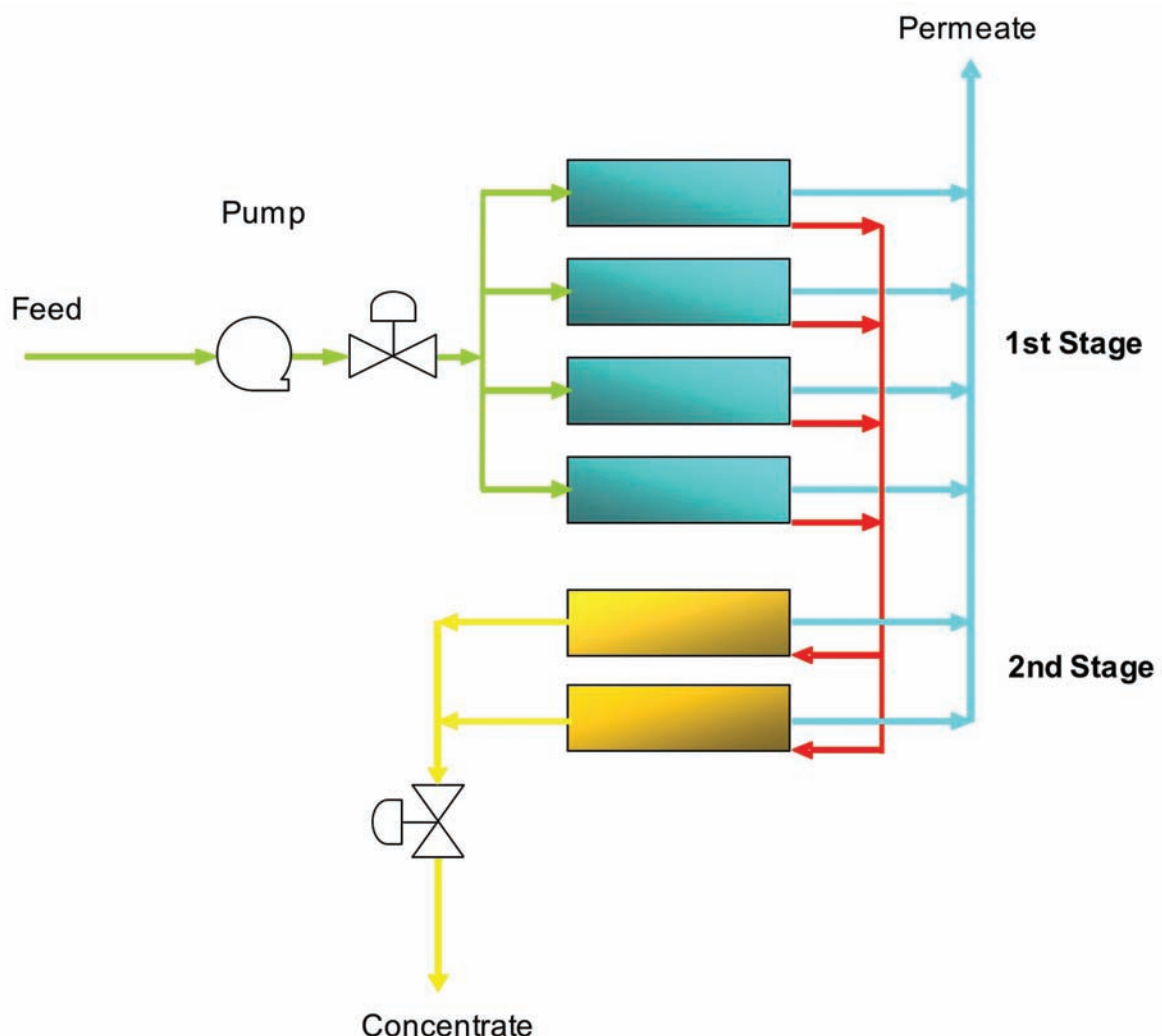 Permeate
Pump
Feed
1st Stage
2nd Stage
Concentrate